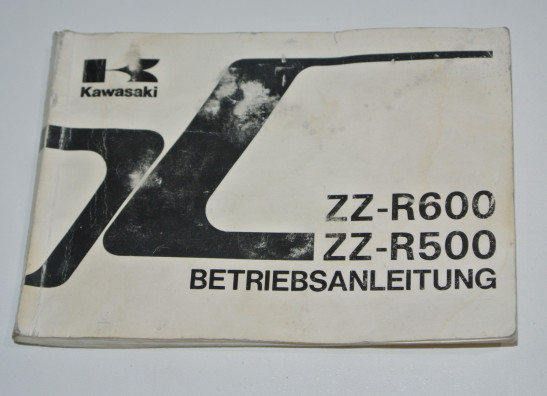 Kawasaki
ZZ-R600
ZZ-R500
BETRIEBSANLEITUNG